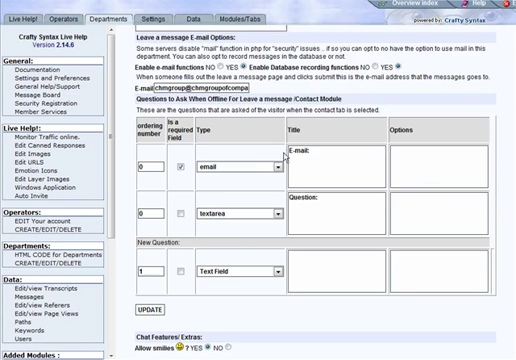 Live Help!
Operators
Departments
Settings
Data
Modules/Tabs
Overview index
Help
powered by: Crafty Syntax
Crafty Syntax Live Help
Version 2.14.6
General:
Documentation
Settings and Preferences
General Help/Support
Message Board
Security Registration
Member Services
Live Help!:
Monitor Traffic online.
Edit Canned Responses
Edit Images
Edit URLS
Emotion Icons
Edit Layer Images
Windows Application
Auto Invite
Operators:
EDIT Your account
CREATE/EDIT/DELETE
Departments:
HTML CODE for Departments
CREATE/EDIT/DELETE
Data:
Edit/view Transcripts
Messages
Edit/view Referers
Edit/view Page Views
Paths
Keywords
Users
Added Modules :
Leave a message E-mail Options:
Some servers disable "mail" function in php for "security" issues . if so you can opt to no have the option to use mail in
this department. You can also opt to record messages in the database or not.
Enable e-mail functions NO YES Enable Database recording functions NO YES
When someone fills out the leave a message page and clicks submit this is the e-mail address that the messages goes to.
E-mail chmgroup@chmgroupofcompa
Questions to Ask When Offline For Leave a message /Contact Module
These are the questions that are asked of the visitor when the contact tab is selected.
ordering number
Is a required Field
Type
Title
Options
0
email
E-mail:
0
textarea
Question:
New Question:
1
Text Field
UPDATE
Chat Features/ Extras:
Allow smilies ? YES NO